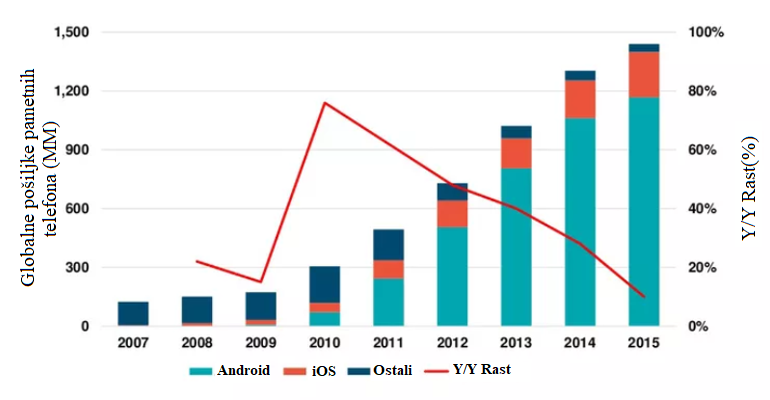 1,500
1,200
900
600
300
0
Globalne pošiljke pametnih
telefona (MM)
100%
80%
60%
40%
20%
0%
Y/Y Rast(%)
2007 2008 2009 2010 2011 2012 2013 2014 2015
Android iOS Ostali Y/Y Rast